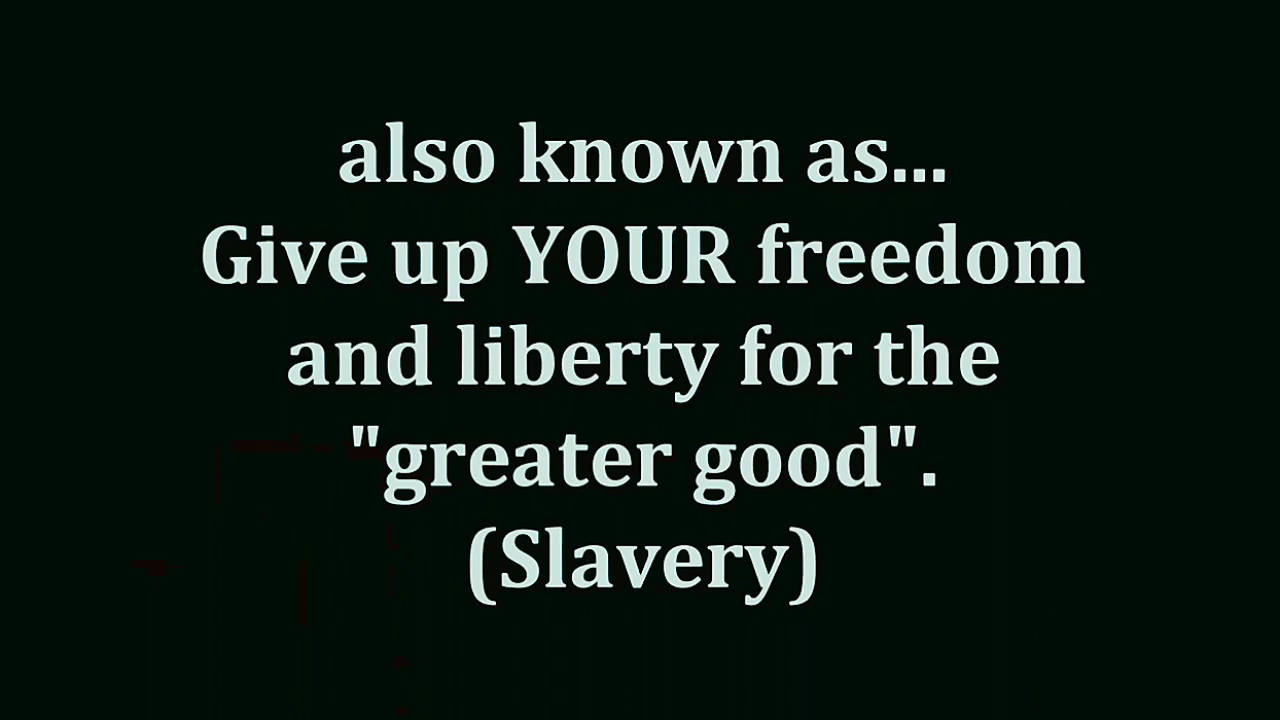 also known as...
Give up YOUR freedom
and liberty for the
"greater good".
(Slavery)